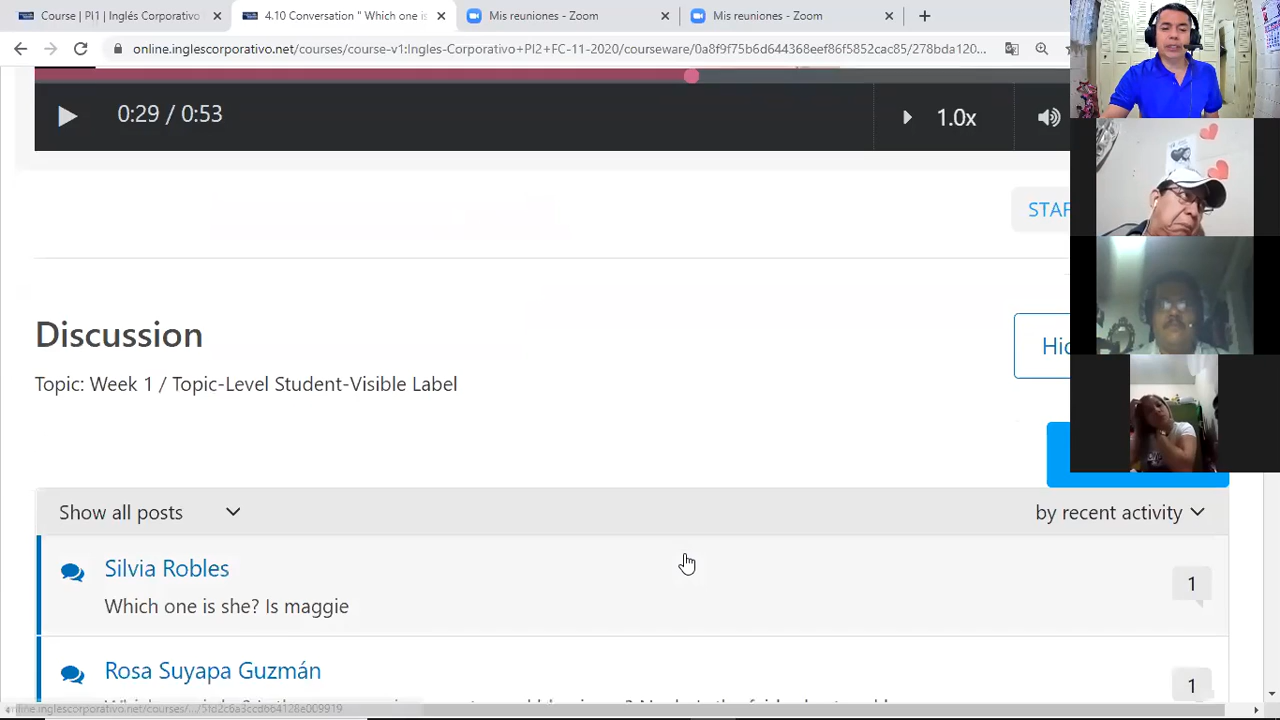 Course | PI1 | Inglés Corporativo
4.10 Conversation " Which one is
Mis reuniones - Zoom
Mis reuniones - Zoom
online.inglescorporativo.net/courses/course-v1:Ingles-Corporativo+PI2+FC-11-2020/courseware/0a8f9f75
0:29 / 0:53
1.0x
STAF
Discussion
Hid
Topic: Week 1 / Topic-Level Student-Visible Label
Show all posts
by recent activity
Silvia Robles
1
Which one is she? Is maggie
Rosa Suyapa Guzmán
1